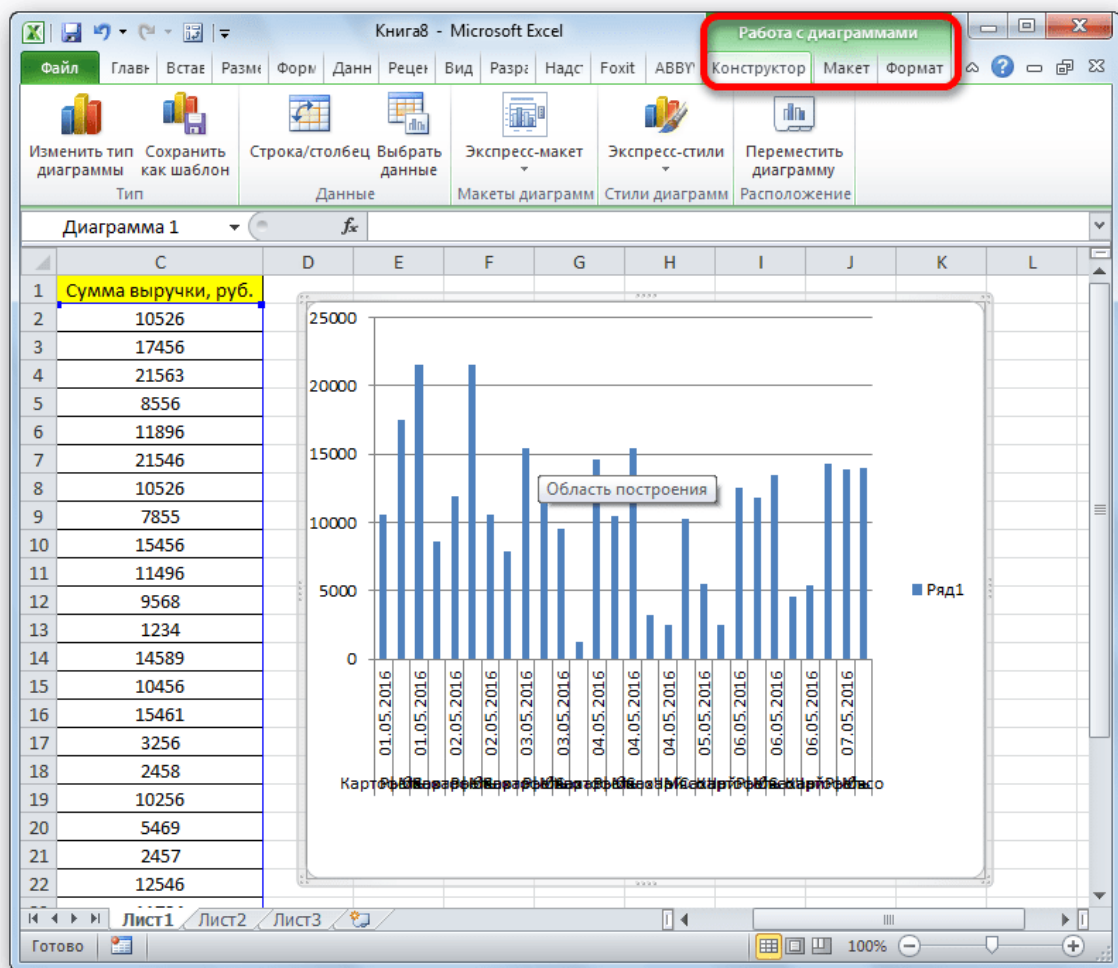 Книга8 - Microsoft Excel
Работа с диаграммами
Файл Главн Встав Разме Форм Данн Рецен Вид Разра Надс Foxit ABBY Конструктор Макет Формат
Изменить тип диаграммы
Сохранить как шаблон
Строка/столбец
Выбрать данные
Экспресс-макет
Экспресс-стили
Переместить диаграмму
Тип Данные Макеты диаграмм Стили диаграмм Расположение
Диаграмма 1 fx
C D E F G H I J K L
1 Сумма выручки, руб.
2 10526
3 17456
4 21563
5 8556
6 11896
7 21546
8 10526
9 7855
10 15456
11 11496
12 9568
13 1234
14 14589
15 10456
16 15461
17 3256
18 2458
19 10256
20 5469
21 2457
22 12546
25000
20000
15000
10000
5000
0
Область построения
Ряд1
01.05.2016
01.05.2016
02.05.2016
02.05.2016
03.05.2016
03.05.2016
04.05.2016
04.05.2016
04.05.2016
05.05.2016
06.05.2016
06.05.2016
06.05.2016
07.05.2016
Лист1 Лист2 Лист3
Готово 100%